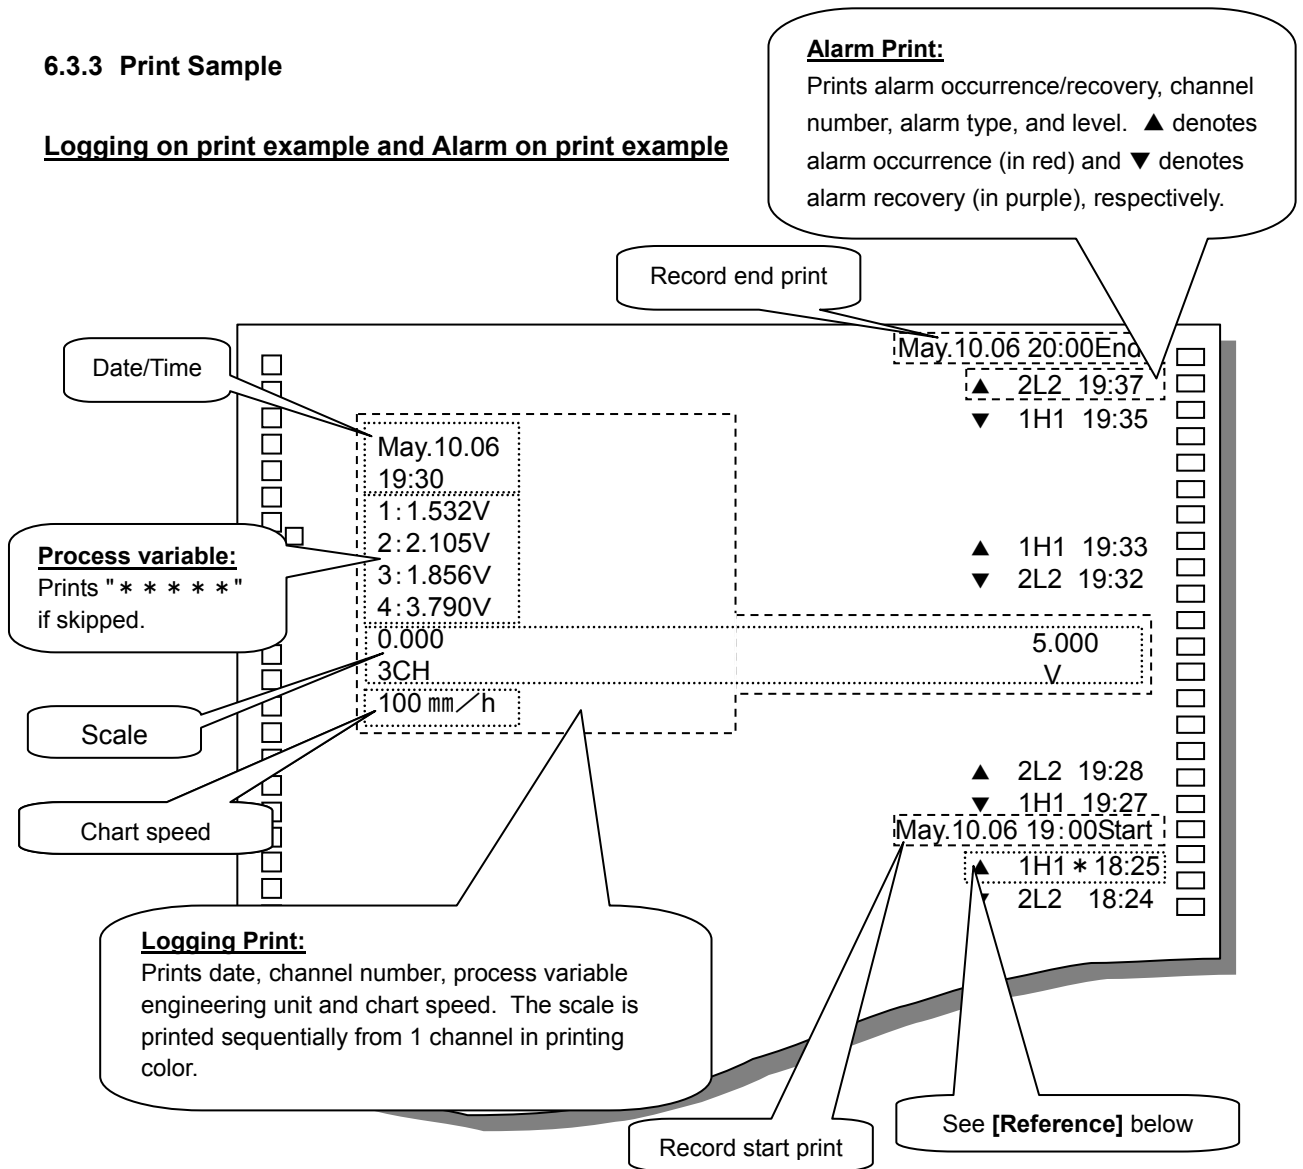 6.3.3 Print Sample
Logging on print example and Alarm on print example
Alarm Print:
Prints alarm occurrence/recovery, channel
number, alarm type, and level. ▲ denotes
alarm occurrence (in red) and ▼ denotes
alarm recovery (in purple), respectively.
Record end print
Date/Time
May.10.06 20:00End
▲ 2L2 19:37
▼ 1H1 19:35
May.10.06
19:30
1:1.532V
2:2.105V
3:1.856V
4:3.790V
Process variable:
Prints "＊＊＊＊＊"
if skipped.
▲ 1H1 19:33
▼ 2L2 19:32
0.000 5.000
3CH V
100 ㎜／h
Scale
Chart speed
▲ 2L2 19:28
▼ 1H1 19:27
May.10.06 19:00Start
▲ 1H1＊18:25
▼ 2L2 18:24
Logging Print:
Prints date, channel number, process variable
engineering unit and chart speed. The scale is
printed sequentially from 1 channel in printing
color.
Record start print
See [Reference] below